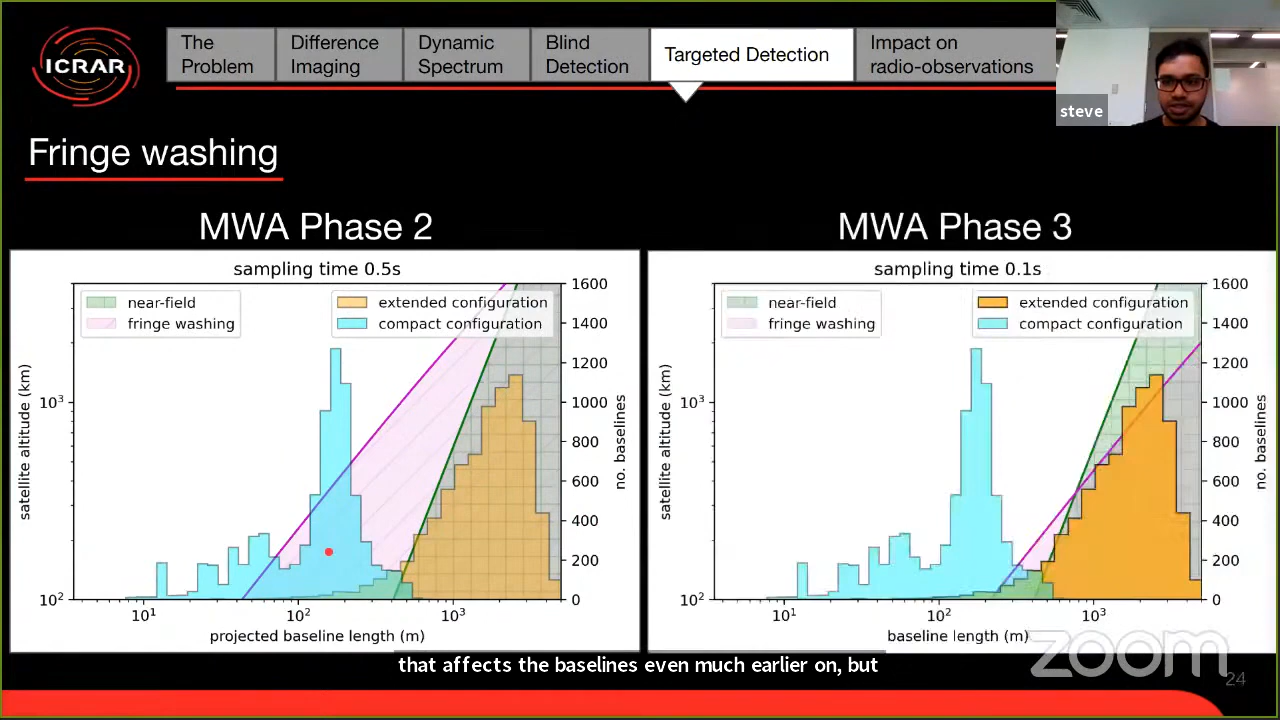 ICRAR
The
Problem
Difference
Imaging
Dynamic
Spectrum
Blind
Detection
Targeted Detection
Impact on
radio-observations
steve
Fringe washing
MWA Phase 2
sampling time 0.5s
near-field
fringe washing
extended configuration
compact configuration
satellite altitude (km)
10³
10²
1600
1400
1200
1000
800
600
400
200
0
no. baselines
10¹
10²
10³
projected baseline length (m)
MWA Phase 3
sampling time 0.1s
near-field
fringe washing
extended configuration
compact configuration
satellite altitude (km)
10³
10²
1600
1400
1200
1000
800
600
400
200
0
no. baselines
10¹
10²
10³
baseline length (m)
that affects the baselines even much earlier on, but
zoom
24